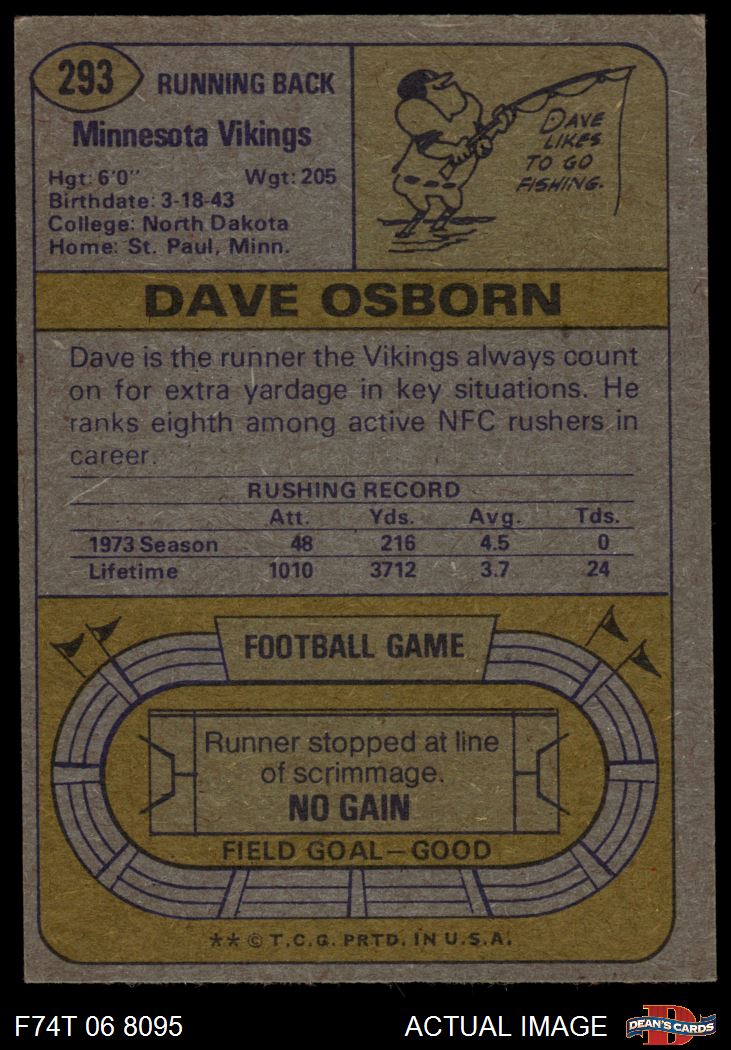 293
RUNNING BACK
Minnesota Vikings
Hgt: 6'0" Wgt: 205
Birthdate: 3-18-43
College: North Dakota
Home: St. Paul, Minn.
DAVE
LIKES
TO GO
FISHING.
DAVE OSBORN
Dave is the runner the Vikings always count
on for extra yardage in key situations. He
ranks eighth among active NFC rushers in
career.
RUSHING RECORD
Att. Yds. Avg. Tds.
1973 Season 48 216 4.5 0
Lifetime 1010 3712 3.7 24
FOOTBALL GAME
Runner stopped at line
of scrimmage.
NO GAIN
FIELD GOAL—GOOD
** © T.C.G. PRTD. IN U.S.A.
F74T 06 8095
ACTUAL IMAGE
D
DEAN'S CARDS